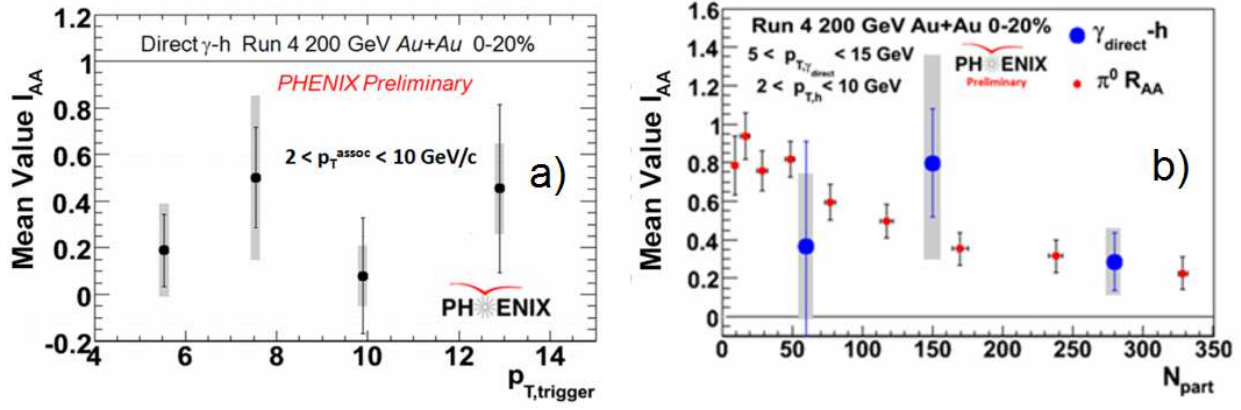 Mean Value I_AA
1.2
1
0.8
0.6
0.4
0.2
0
-0.2
Direct γ-h Run 4 200 GeV Au+Au 0-20%
PHENIX Preliminary
2 < p_T^assoc < 10 GeV/c
a)
PHENIX
4 6 8 10 12 14
p_T,trigger
Mean Value I_AA
1.6
1.4
1.2
1
0.8
0.6
0.4
0.2
0
Run 4 200 GeV Au+Au 0-20%
5 < p_T,γ_direct < 15 GeV
2 < p_T,h < 10 GeV
PHENIX
Preliminary
γ_direct -h
π⁰ R_AA
b)
0 50 100 150 200 250 300 350
N_part